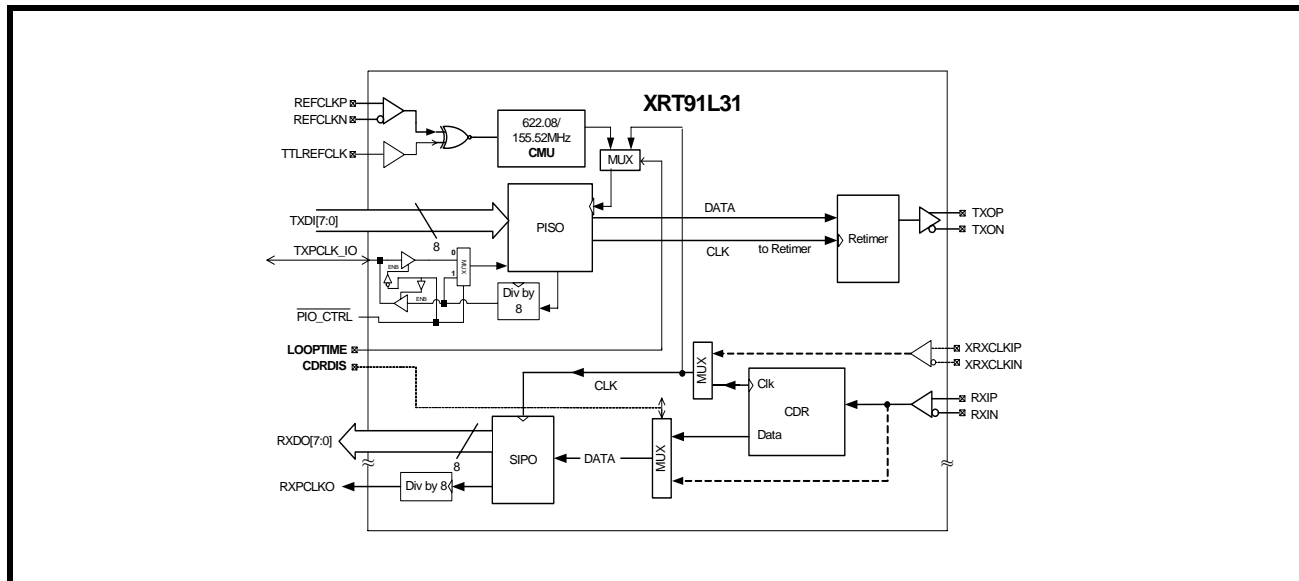 XRT91L31
REFCLKP
REFCLKN
TTLREFCLK
622.08/
155.52MHz
CMU
MUX
TXDI[7:0]
8
PISO
DATA
CLK
to Retimer
Retimer
TXOP
TXON
TXPCLK_IO
ENB
0
1
MUX
ENB
Div by
8
PIO_CTRL
LOOPTIME
CDRDIS
XRXCLKIP
XRXCLKIN
MUX
Clk
CDR
Data
RXIP
RXIN
CLK
RXDO[7:0]
8
SIPO
DATA
MUX
RXPCLKO
Div by 8